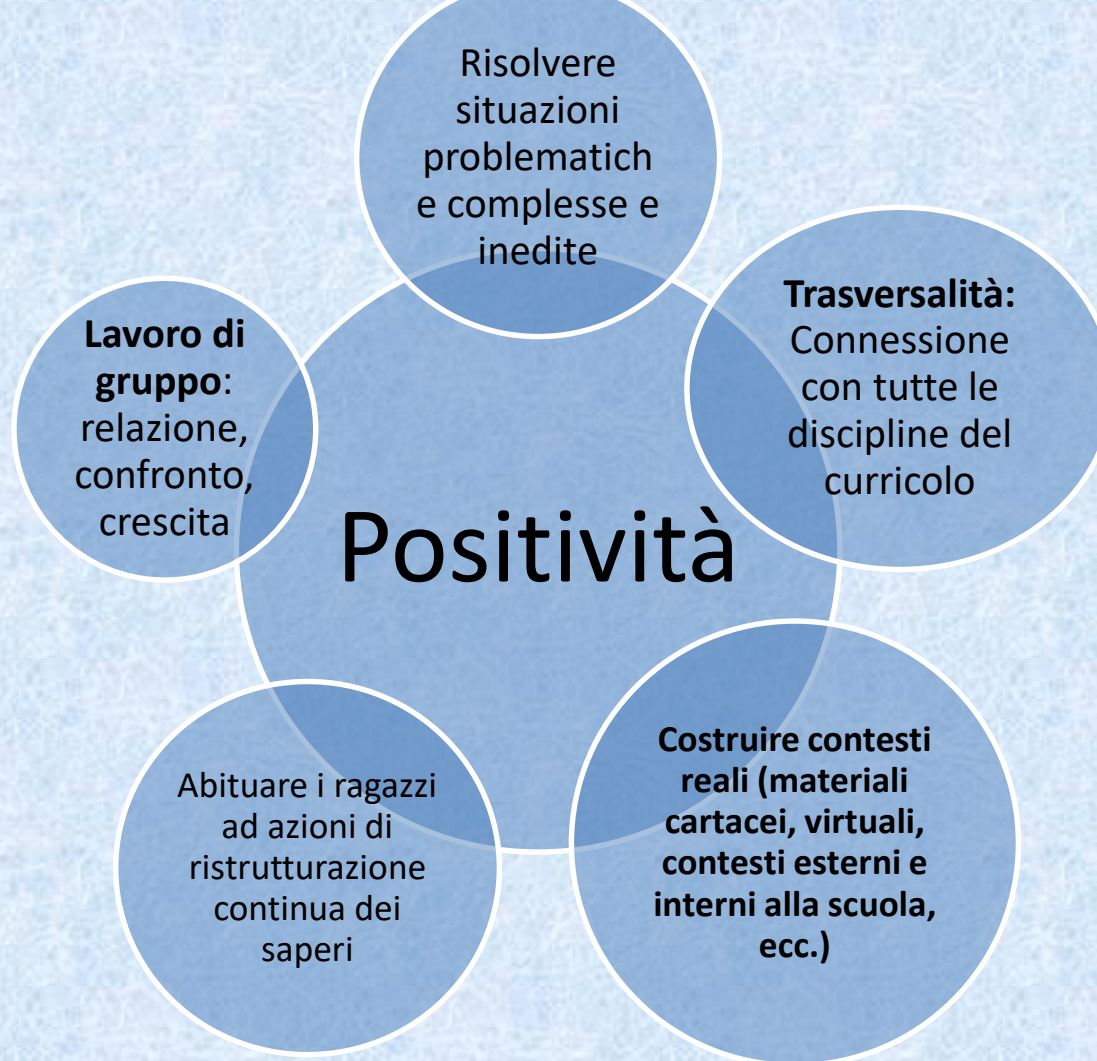 Risolvere
situazioni
problematich
e complesse e
inedite
Trasversalità:
Connessione
con tutte le
discipline del
curricolo
Lavoro di
gruppo:
relazione,
confronto,
crescita
Positività
Costruire contesti
reali (materiali
cartacei, virtuali,
contesti esterni e
interni alla scuola,
ecc.)
Abituare i ragazzi
ad azioni di
ristrutturazione
continua dei
saperi